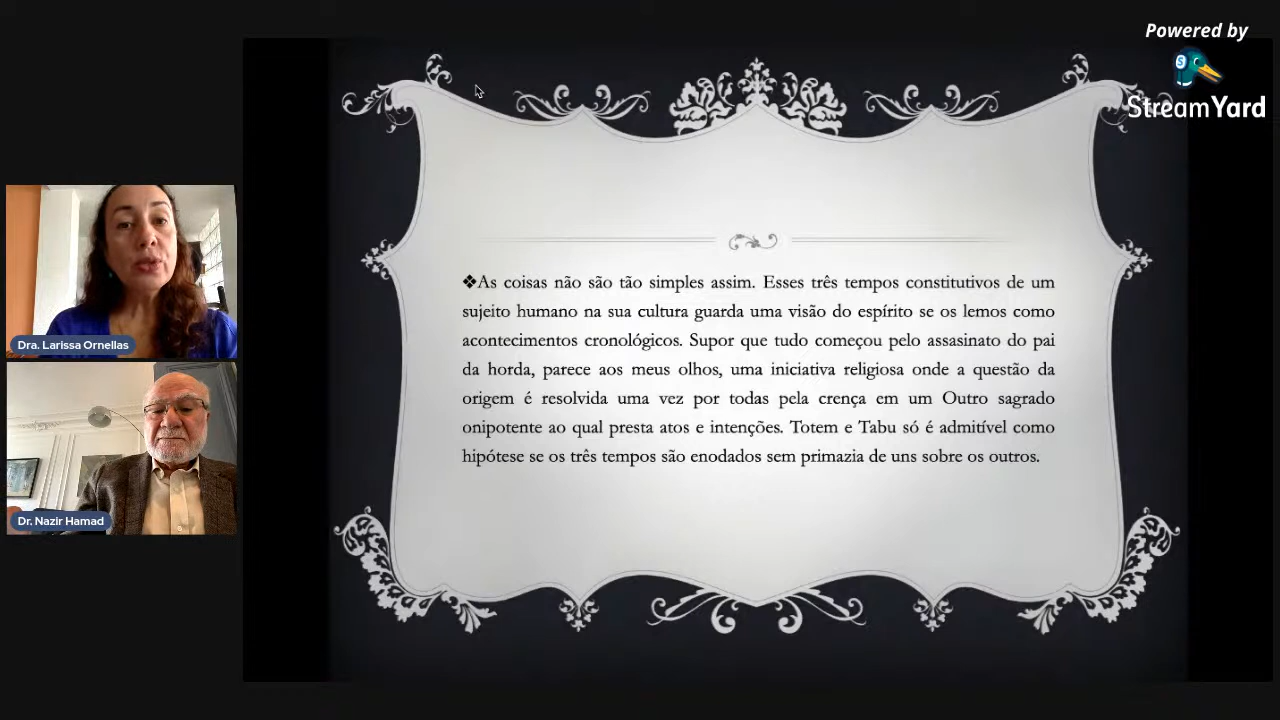 Powered by
StreamYard
Dra. Larissa Ornellas
Dr. Nazir Hamad
❖As coisas não são tão simples assim. Esses três tempos constitutivos de um
sujeito humano na sua cultura guarda uma visão do espírito se os lemos como
acontecimentos cronológicos. Supor que tudo começou pelo assasinato do pai
da horda, parece aos meus olhos, uma iniciativa religiosa onde a questão da
origem é resolvida uma vez por todas pela crença em um Outro sagrado
onipotente ao qual presta atos e intenções. Totem e Tabu só é admitível como
hipótese se os três tempos são enodados sem primazia de uns sobre os outros.